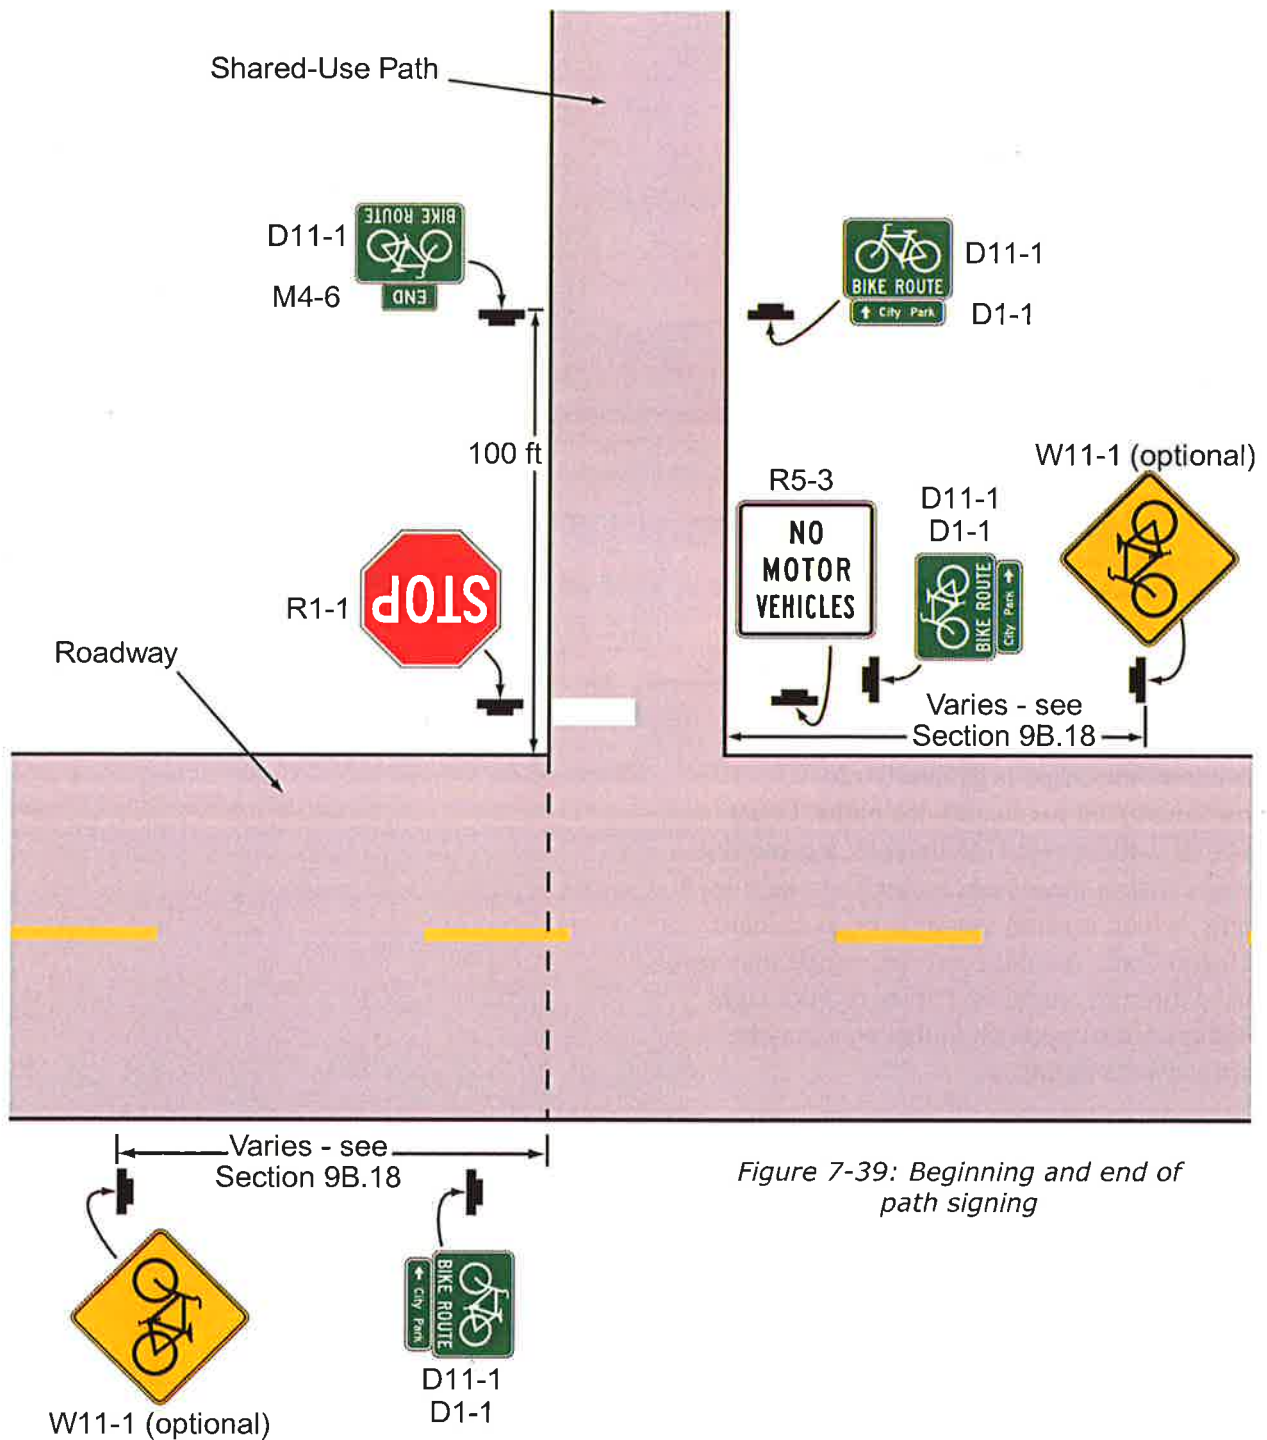 Shared-Use Path
D11-1
BIKE ROUTE
M4-6
END
D11-1
BIKE ROUTE
↑ City Park
D1-1
100 ft
W11-1 (optional)
R5-3
NO
MOTOR
VEHICLES
D11-1
D1-1
BIKE ROUTE
City Park →
R1-1
STOP
Roadway
Varies - see
Section 9B.18
Varies - see
Section 9B.18
Figure 7-39: Beginning and end of
path signing
BIKE ROUTE
← City Park
D11-1
D1-1
W11-1 (optional)